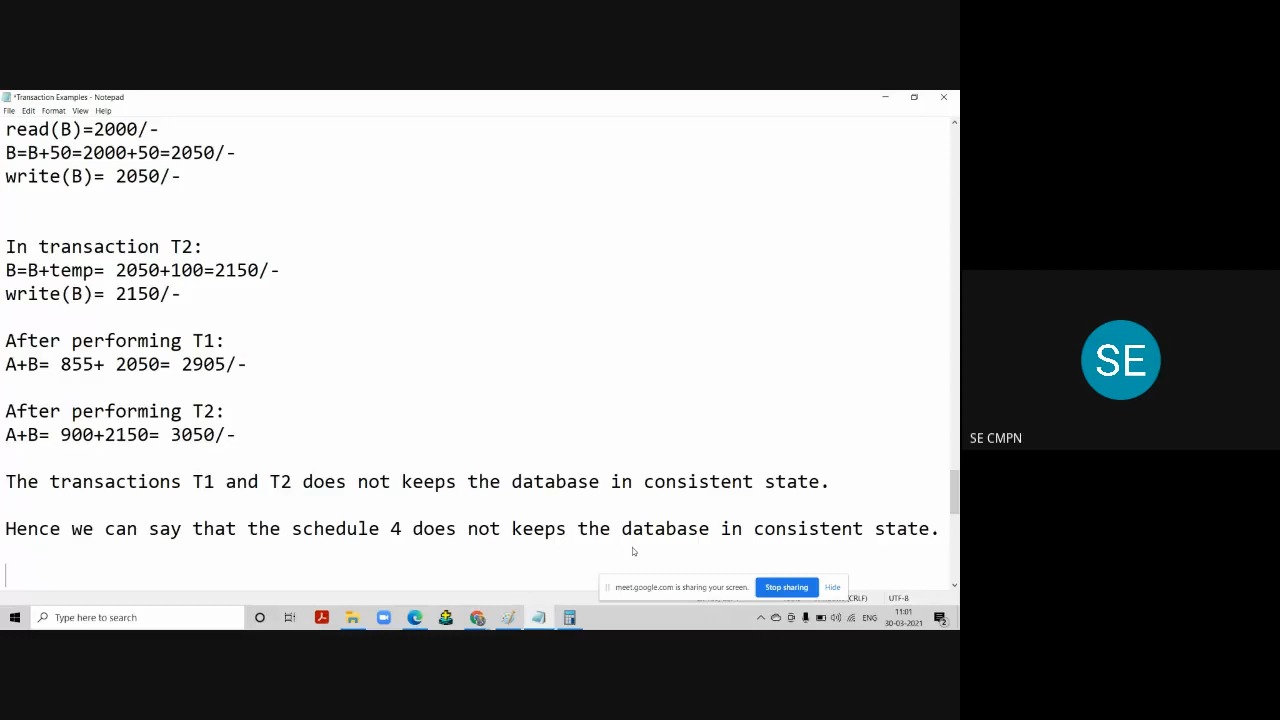 *Transaction Examples - Notepad
File Edit Format View Help
read(B)=2000/-
B=B+50=2000+50=2050/-
write(B)= 2050/-
In transaction T2:
B=B+temp= 2050+100=2150/-
write(B)= 2150/-
After performing T1:
A+B= 855+ 2050= 2905/-
After performing T2:
A+B= 900+2150= 3050/-
The transactions T1 and T2 does not keeps the database in consistent state.
Hence we can say that the schedule 4 does not keeps the database in consistent state.
meet.google.com is sharing your screen. Stop sharing Hide
(CRLF) UTF-8
Type here to search
ENG
11:01
30-03-2021
2
SE
SE CMPN